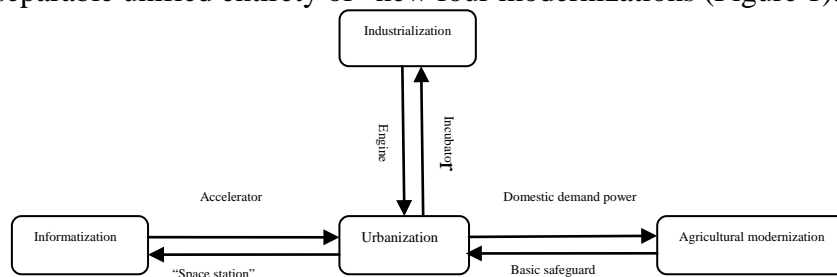 separable unified entirety of "new four modernizations (Figure 1).
Industrialization
Engine
Incubator
Accelerator
Domestic demand power
Informatization
Urbanization
Agricultural modernization
"Space station"
Basic safeguard